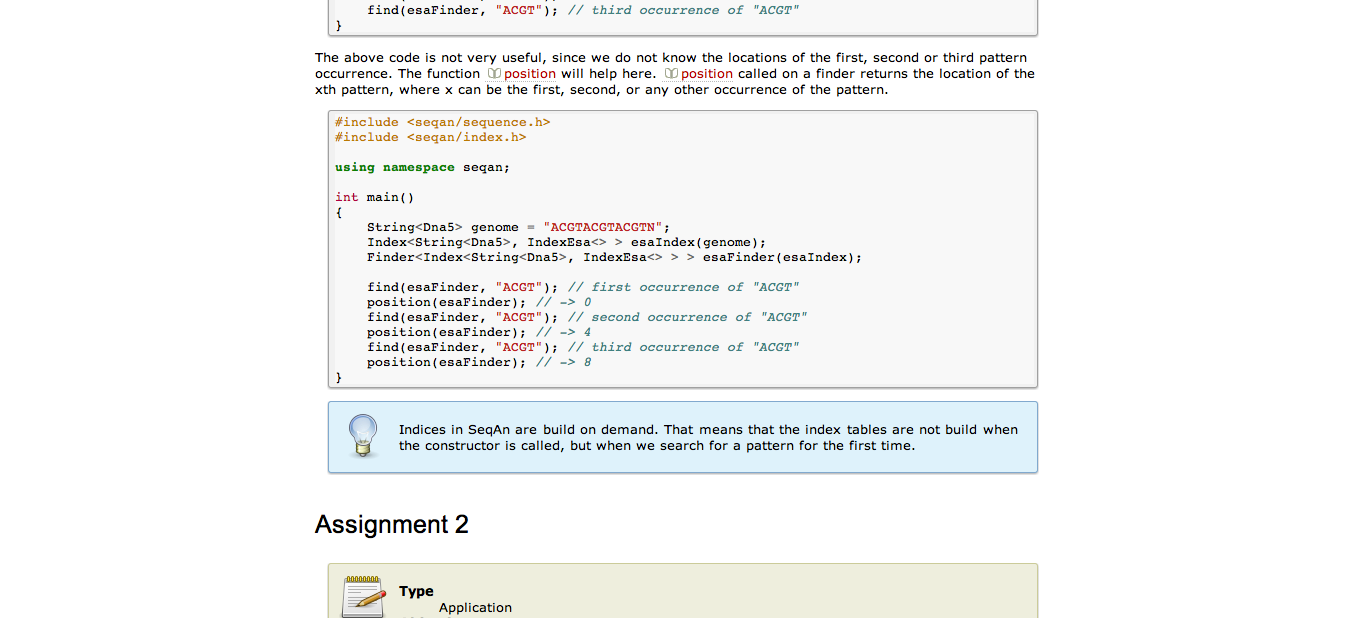 find(esaFinder, "ACGT"); // third occurrence of "ACGT"
}
The above code is not very useful, since we do not know the locations of the first, second or third pattern
occurrence. The function position will help here. position called on a finder returns the location of the
xth pattern, where x can be the first, second, or any other occurrence of the pattern.
#include <seqan/sequence.h>
#include <seqan/index.h>
using namespace seqan;
int main()
{
String<Dna5> genome = "ACGTACGTACGTN";
Index<String<Dna5>, IndexEsa<> > esaIndex(genome);
Finder<Index<String<Dna5>, IndexEsa<> > > esaFinder(esaIndex);
find(esaFinder, "ACGT"); // first occurrence of "ACGT"
position(esaFinder); // -> 0
find(esaFinder, "ACGT"); // second occurrence of "ACGT"
position(esaFinder); // -> 4
find(esaFinder, "ACGT"); // third occurrence of "ACGT"
position(esaFinder); // -> 8
}
Indices in SeqAn are build on demand. That means that the index tables are not build when
the constructor is called, but when we search for a pattern for the first time.
Assignment 2
Type
Application